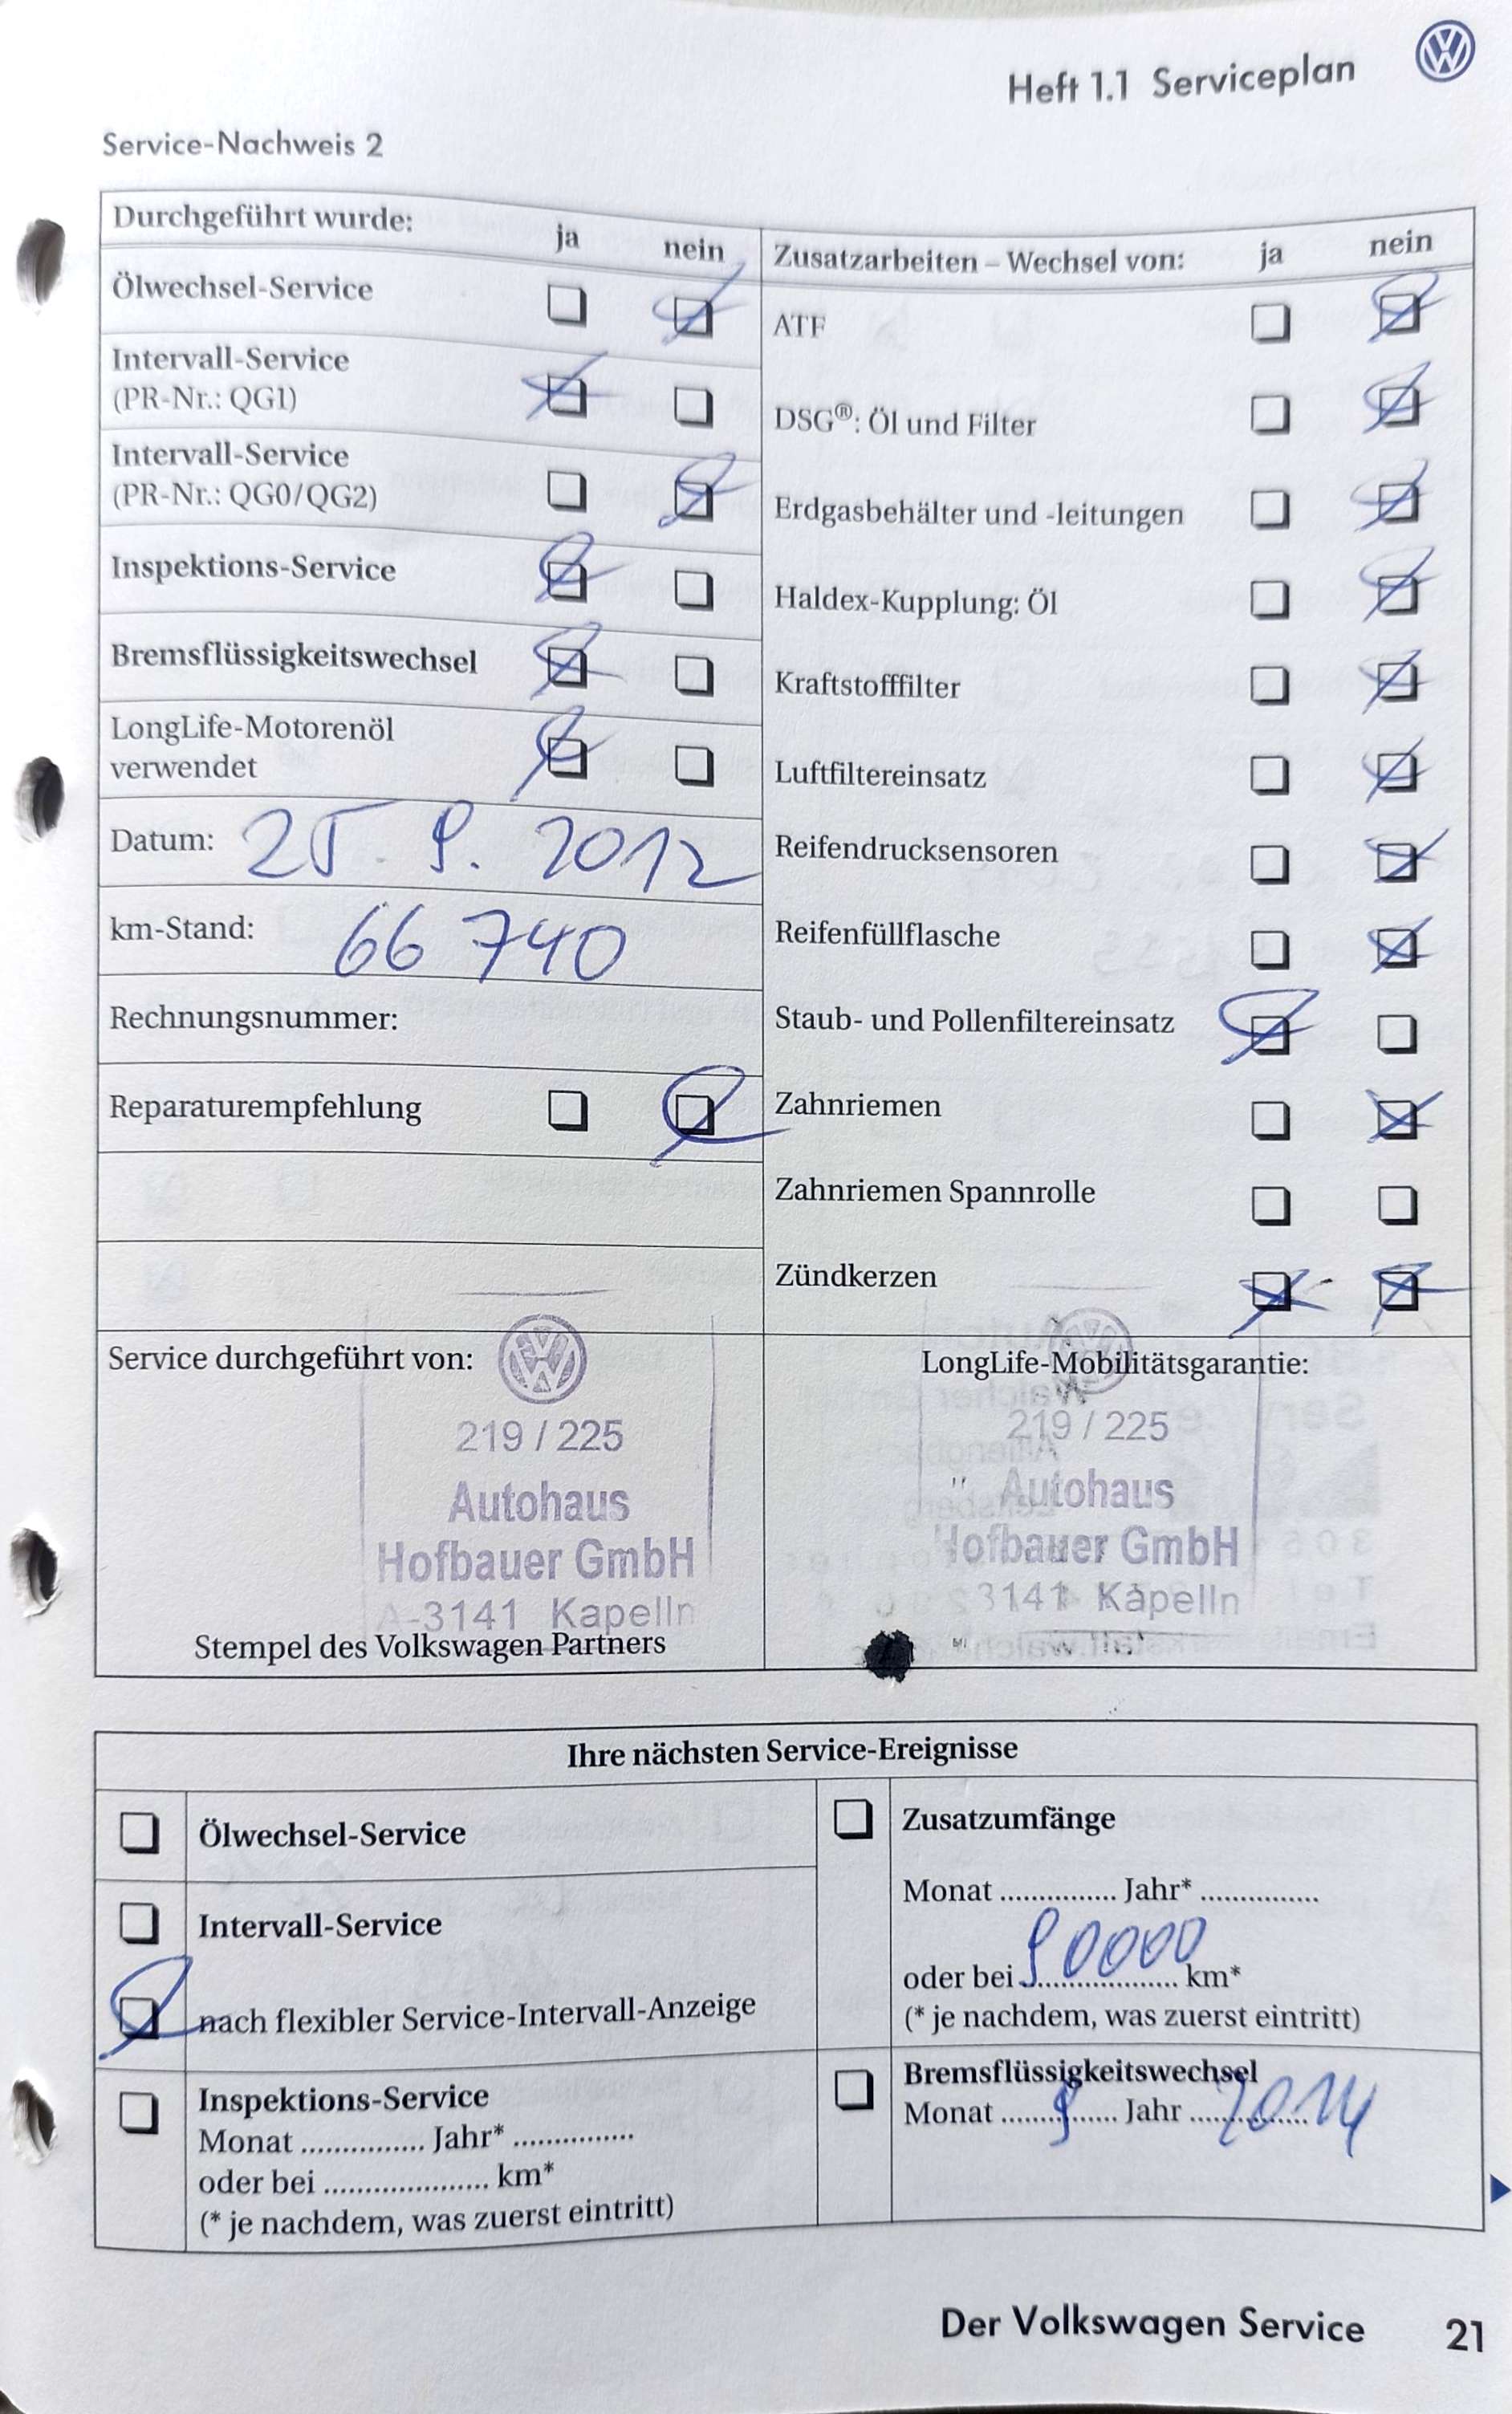 Heft 1.1 Serviceplan
Service-Nachweis 2
Durchgeführt wurde: ja nein
Ölwechsel-Service
Intervall-Service
(PR-Nr.: QG1)
Intervall-Service
(PR-Nr.: QG0/QG2)
Inspektions-Service
Bremsflüssigkeitswechsel
LongLife-Motorenöl
verwendet
Datum: 25. 9. 2012
km-Stand: 66 740
Rechnungsnummer:
Reparaturempfehlung
Zusatzarbeiten – Wechsel von: ja nein
ATF
DSG®: Öl und Filter
Erdgasbehälter und -leitungen
Haldex-Kupplung: Öl
Kraftstofffilter
Luftfiltereinsatz
Reifendrucksensoren
Reifenfüllflasche
Staub- und Pollenfiltereinsatz
Zahnriemen
Zahnriemen Spannrolle
Zündkerzen
Service durchgeführt von:
219 / 225
Autohaus
Hofbauer GmbH
A-3141 Kapelln
Stempel des Volkswagen Partners
LongLife-Mobilitätsgarantie:
219 / 225
Autohaus
Hofbauer GmbH
3141 Kapelln
Ihre nächsten Service-Ereignisse
Ölwechsel-Service
Intervall-Service
nach flexibler Service-Intervall-Anzeige
Inspektions-Service
Monat ............... Jahr* ...............
oder bei .................... km*
(* je nachdem, was zuerst eintritt)
Zusatzumfänge
Monat ............... Jahr* ...............
oder bei 90000 km*
(* je nachdem, was zuerst eintritt)
Bremsflüssigkeitswechsel
Monat 9 Jahr 2014
Der Volkswagen Service 21